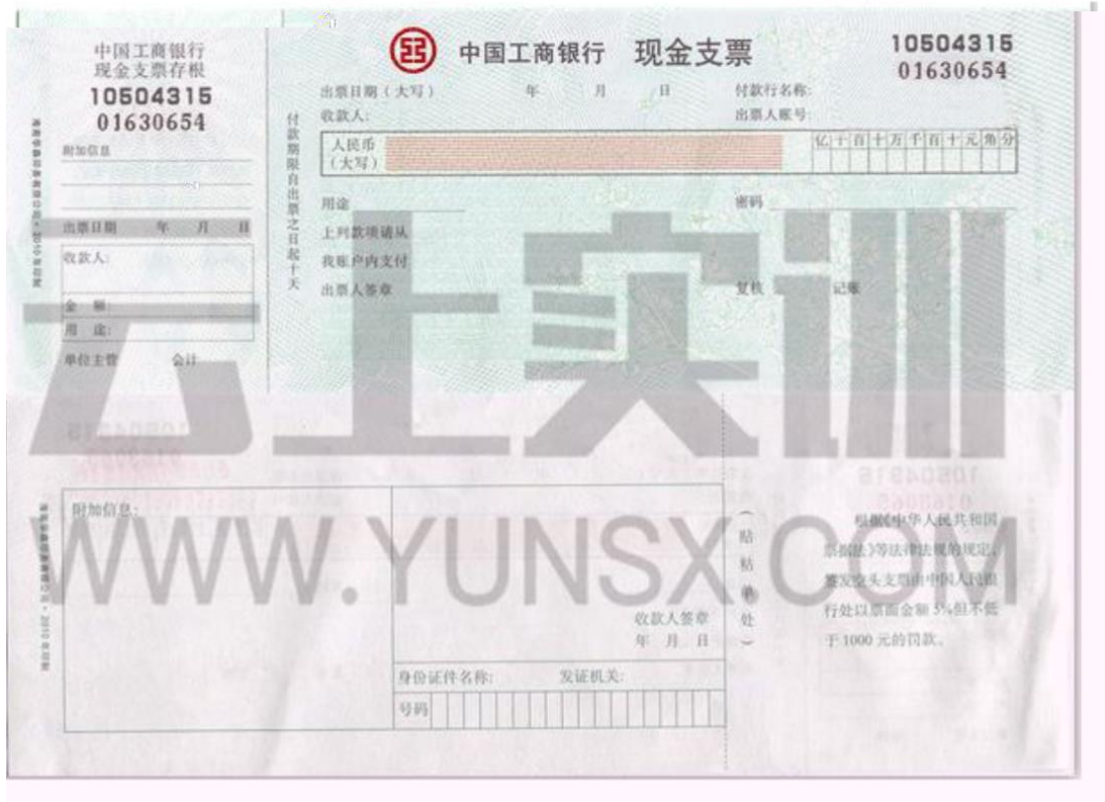 中国工商银行
现金支票存根
10504315
01630654
附加信息
出票日期 年 月 日
收款人:
金 额:
用 途:
单位主管 会计
付款期限自出票之日起十天
中国工商银行 现金支票
10504315
01630654
出票日期(大写) 年 月 日 付款行名称:
收款人: 出票人账号:
人民币
(大写)
亿 千 百 十 万 千 百 十 元 角 分
用途 密码
上列款项请从
我账户内支付
出票人签章 复核 记账
云上实训
WWW.YUNSX.COM
附加信息:
收款人签章
年 月 日
身份证件名称: 发证机关:
号码
(贴粘单处)
根据《中华人民共和国
票据法》等法律法规的规定,
签发空头支票由中国人民银
行处以票面金额5%但不低
于1000元的罚款。